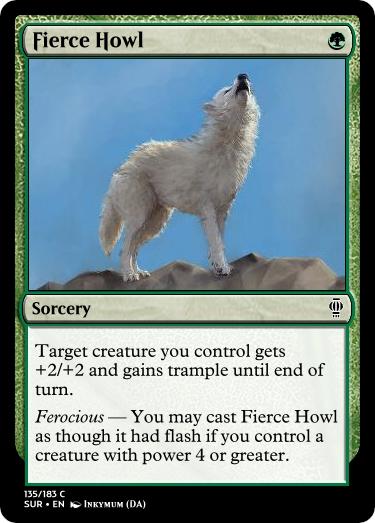 Fierce Howl
Sorcery
Target creature you control gets
+2/+2 and gains trample until end of
turn.
Ferocious — You may cast Fierce Howl
as though it had flash if you control a
creature with power 4 or greater.
135/183 C
SUR • EN Inkymum (DA)